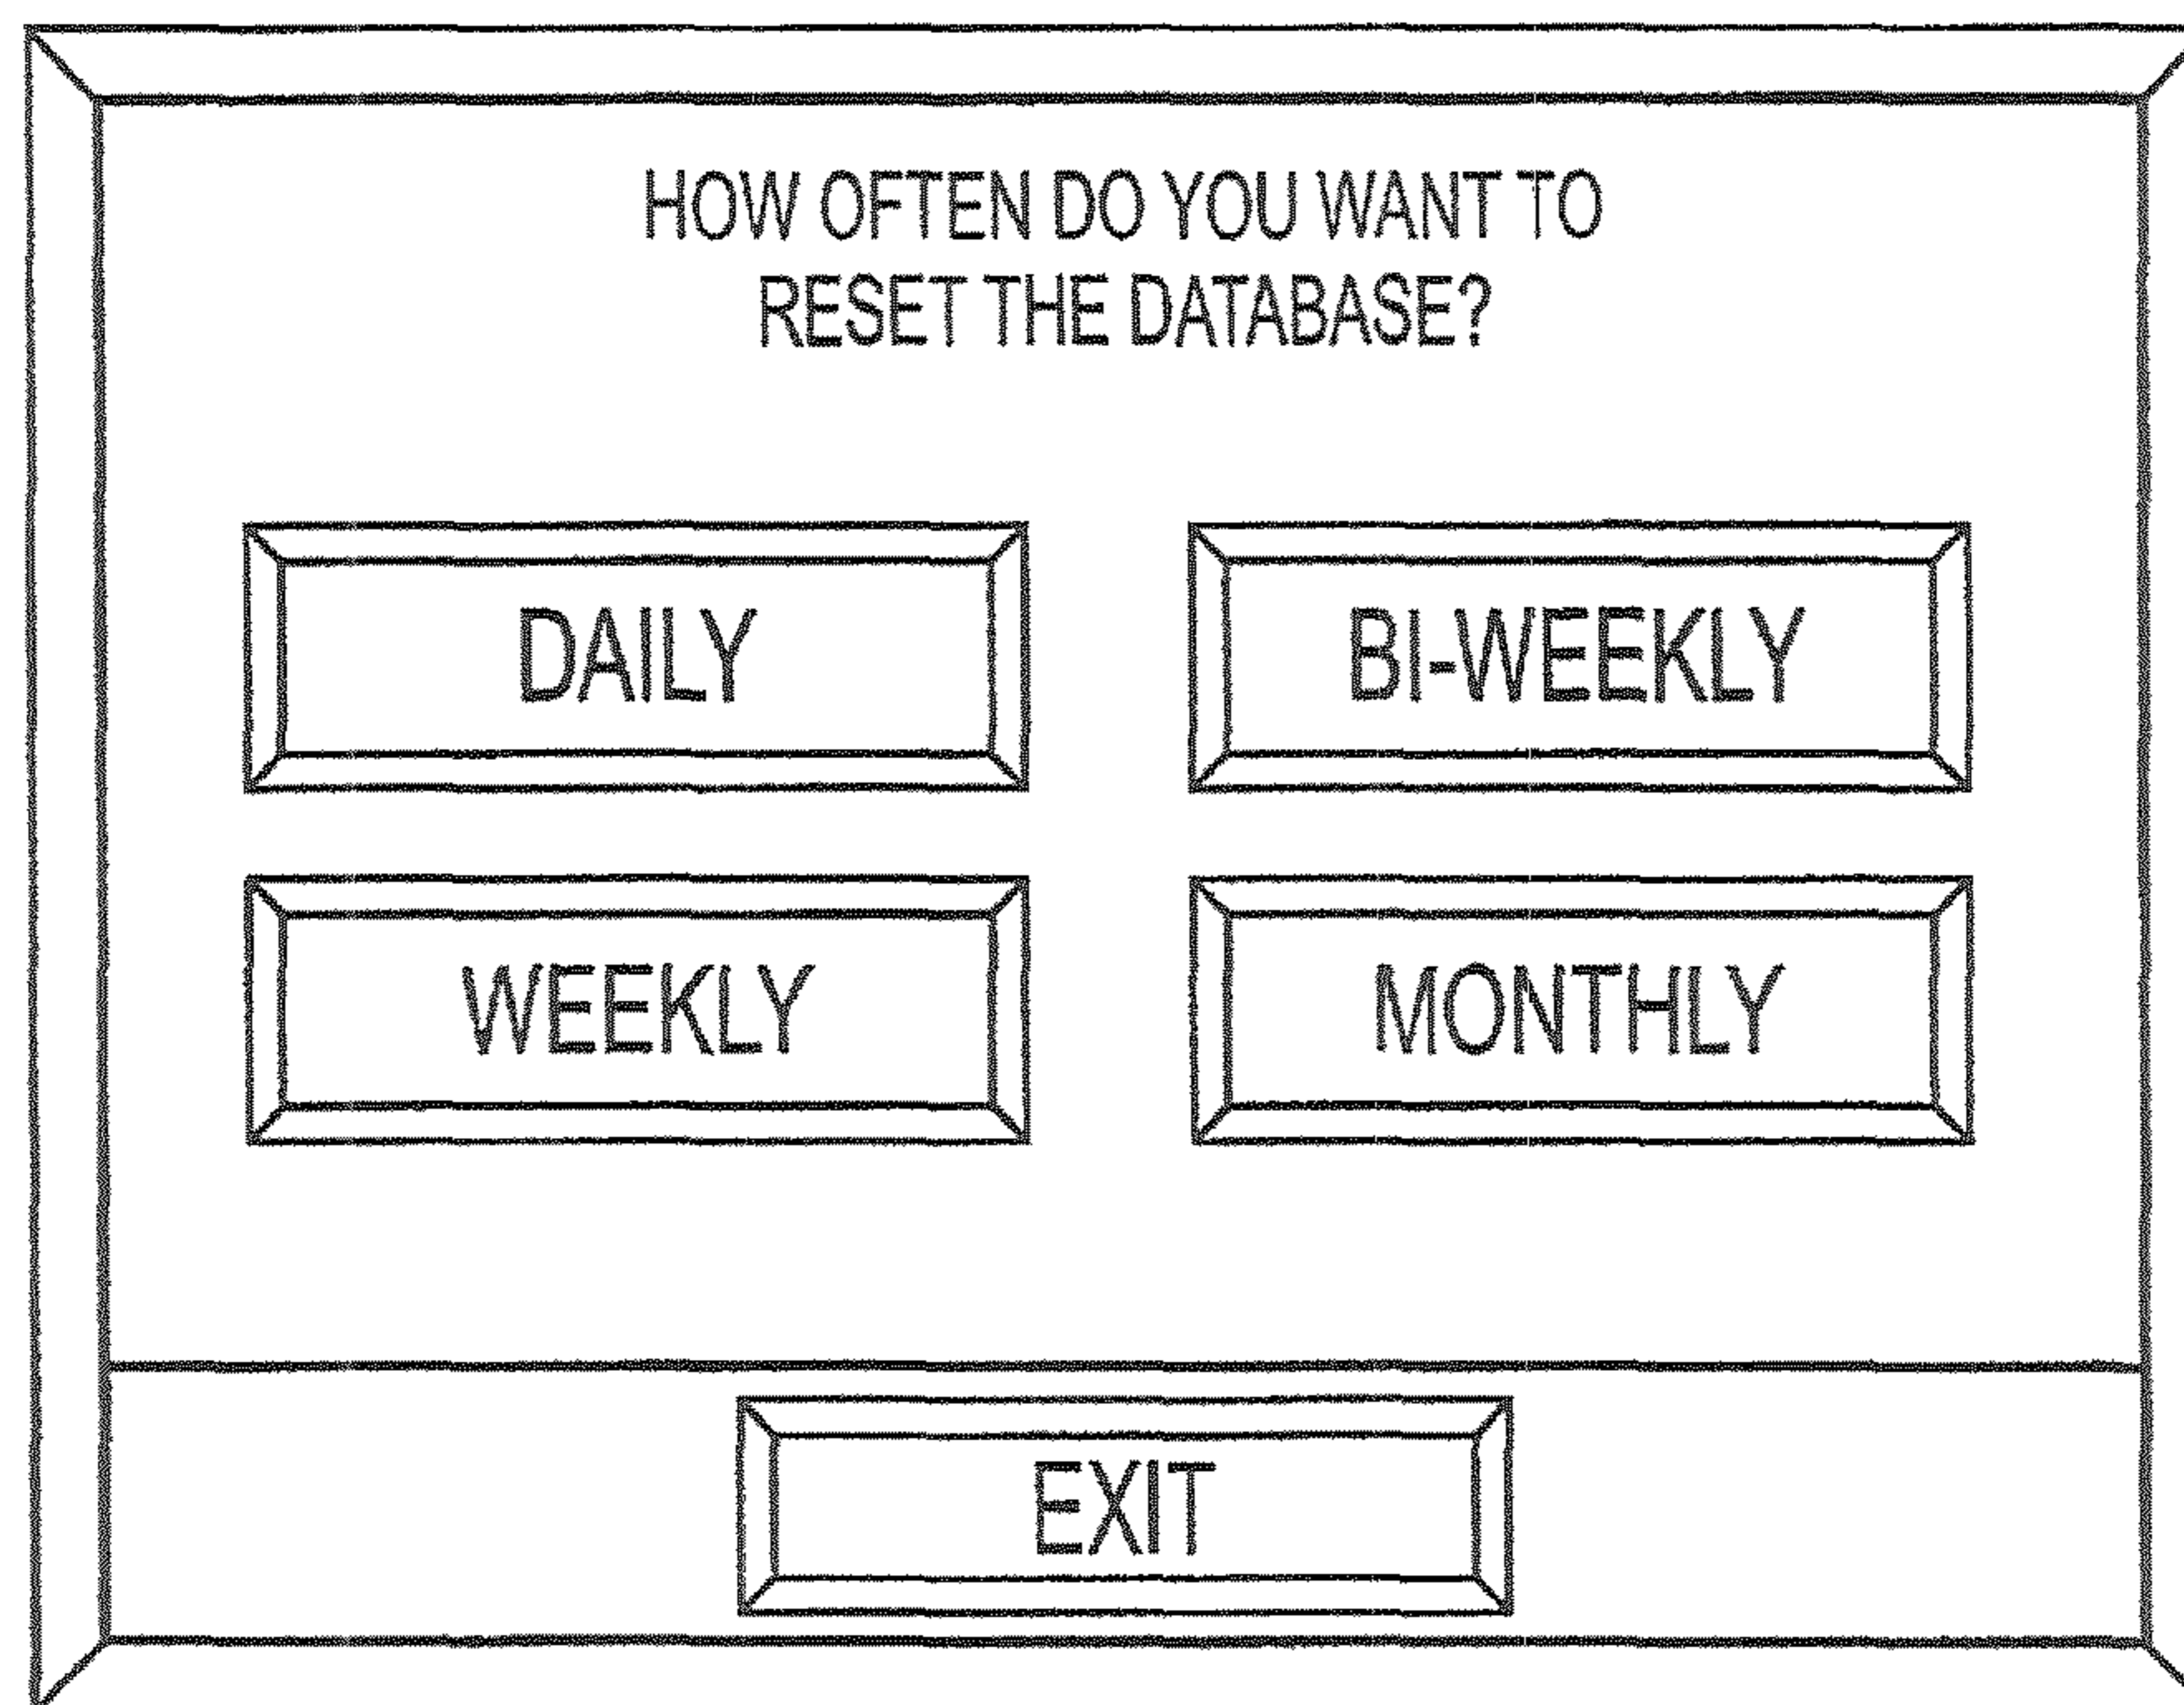 HOW OFTEN DO YOU WANT TO
RESET THE DATABASE?
DAILY
BI-WEEKLY
WEEKLY
MONTHLY
EXIT